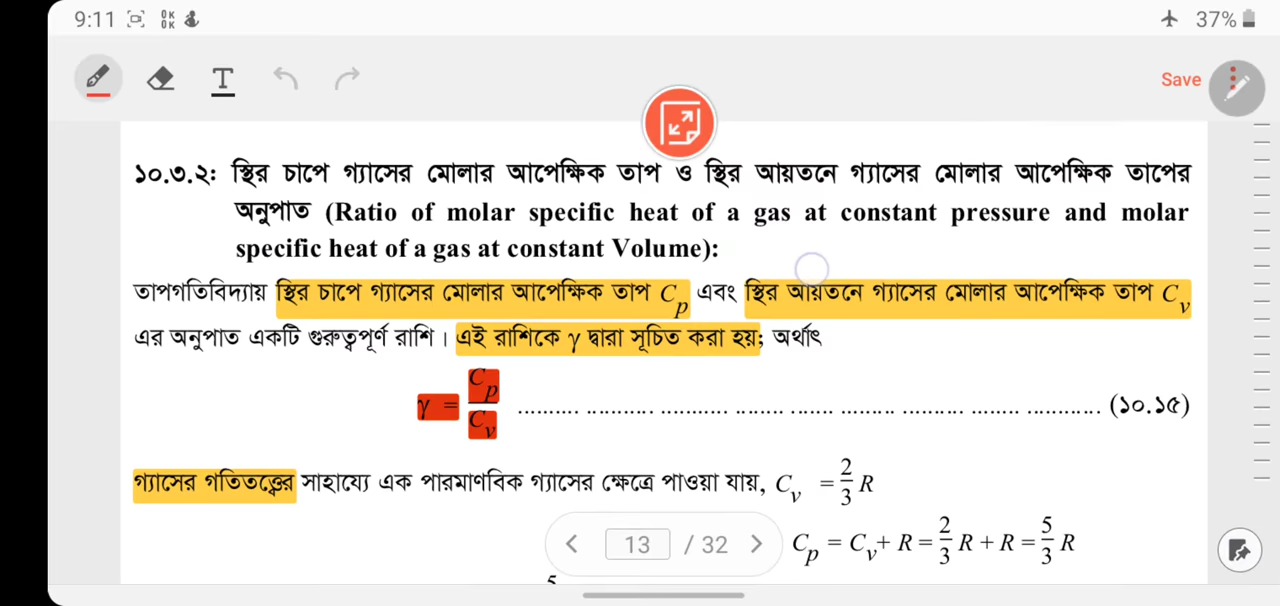 9:11 OK OK 37%
T Save
১০.৩.২: স্থির চাপে গ্যাসের মোলার আপেক্ষিক তাপ ও স্থির আয়তনে গ্যাসের মোলার আপেক্ষিক তাপের
অনুপাত (Ratio of molar specific heat of a gas at constant pressure and molar
specific heat of a gas at constant Volume):
তাপগতিবিদ্যায় স্থির চাপে গ্যাসের মোলার আপেক্ষিক তাপ Cp এবং স্থির আয়তনে গ্যাসের মোলার আপেক্ষিক তাপ Cv
এর অনুপাত একটি গুরুত্বপূর্ণ রাশি। এই রাশিকে γ দ্বারা সূচিত করা হয়; অর্থাৎ
γ = Cp/Cv .......... ........... ........... ........ ....... ......... .......... ........ ............ (১০.১৫)
গ্যাসের গতিতত্ত্বের সাহায্যে এক পারমাণবিক গ্যাসের ক্ষেত্রে পাওয়া যায়, Cv = 2/3 R
Cp = Cv + R = 2/3 R + R = 5/3 R
13 / 32